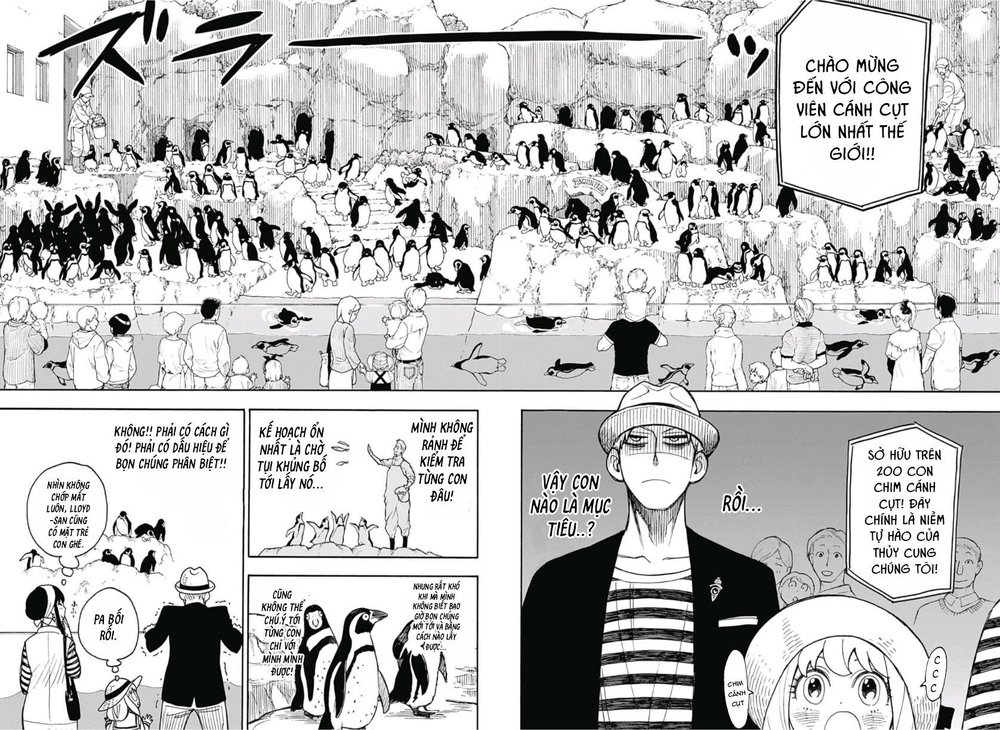 CHÀO MỪNG
ĐẾN VỚI CÔNG
VIÊN CÁNH CỤT
LỚN NHẤT THẾ
GIỚI!!
ズラーッ
SỞ HỮU TRÊN
200 CON
CHIM CÁNH
CỤT! ĐÂY
CHÍNH LÀ NIỀM
TỰ HÀO CỦA
THỦY CUNG
CHÚNG TÔI!
RỒI...
VẬY CON
NÀO LÀ MỤC
TIÊU..?
C
C
C
CHIM
CÁNH
CỤT
MÌNH KHÔNG
RẢNH ĐỂ
KIỂM TRA
TỪNG CON
ĐÂU!
KẾ HOẠCH ỔN
NHẤT LÀ CHỜ
TỤI KHỦNG BỐ
TỚI LẤY NÓ...
NHƯNG RẤT KHÓ
KHI MÀ MÌNH
KHÔNG BIẾT BAO
GIỜ BỌN CHÚNG
MỚI TỚI VÀ BẰNG
CÁCH NÀO LẤY
ĐƯỢC...
CŨNG
KHÔNG THỂ
CHÚ Ý TỚI
TỪNG CON
CHỈ VỚI
MÌNH MÌNH
ĐƯỢC!
KHÔNG!! PHẢI CÓ CÁCH GÌ
ĐÓ! PHẢI CÓ DẤU HIỆU ĐỂ
BỌN CHÚNG PHÂN BIỆT!!
NHÌN KHÔNG
CHỚP MẮT
LUÔN, LLOYD
-SAN CŨNG
CÓ MẶT TRẺ
CON GHÊ.
PA BỐI
RỐI.